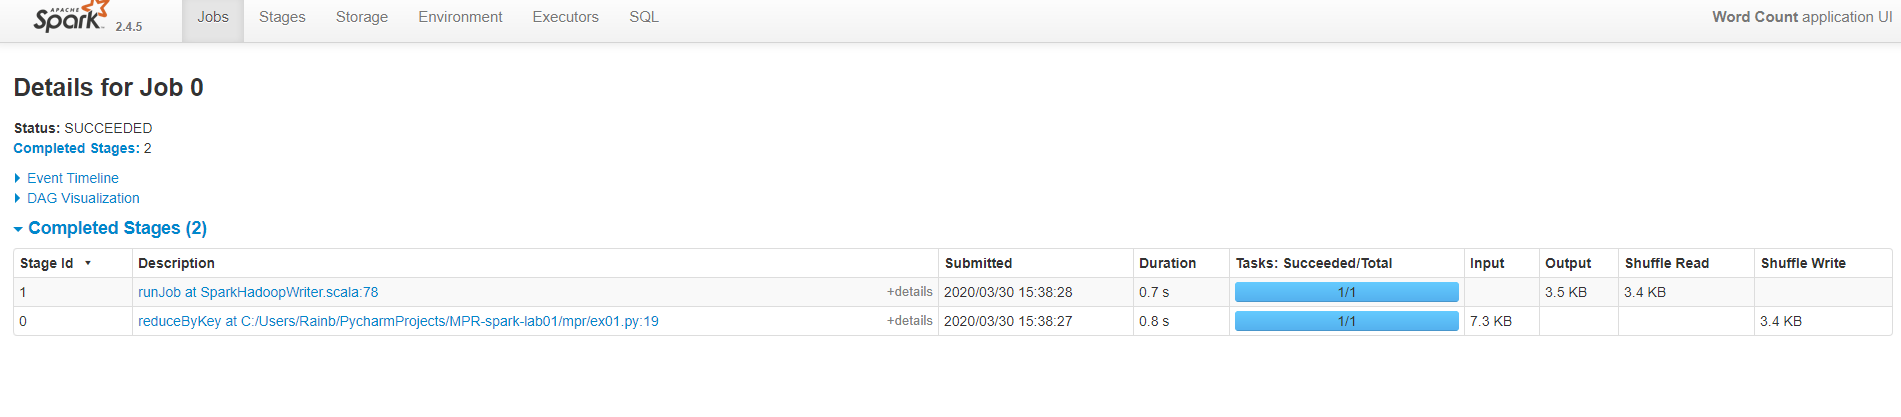 APACHE Spark 2.4.5 Jobs Stages Storage Environment Executors SQL Word Count application UI
Details for Job 0
Status: SUCCEEDED
Completed Stages: 2
Event Timeline
DAG Visualization
Completed Stages (2)
Stage Id Description Submitted Duration Tasks: Succeeded/Total Input Output Shuffle Read Shuffle Write
1 runJob at SparkHadoopWriter.scala:78 +details 2020/03/30 15:38:28 0.7 s 1/1 3.5 KB 3.4 KB
0 reduceByKey at C:/Users/Rainb/PycharmProjects/MPR-spark-lab01/mpr/ex01.py:19 +details 2020/03/30 15:38:27 0.8 s 1/1 7.3 KB 3.4 KB